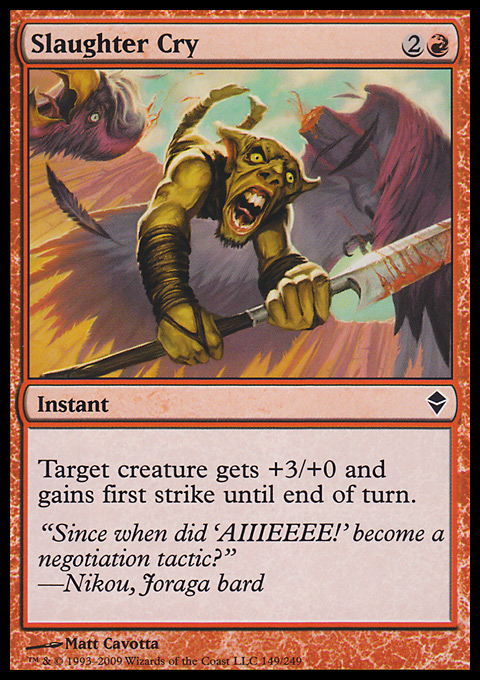 Slaughter Cry 2
Instant
Target creature gets +3/+0 and
gains first strike until end of turn.
“Since when did ‘AIIIEEEE!’ become a
negotiation tactic?”
—Nikou, Joraga bard
Matt Cavotta
™ & © 1993–2009 Wizards of the Coast LLC 149/249